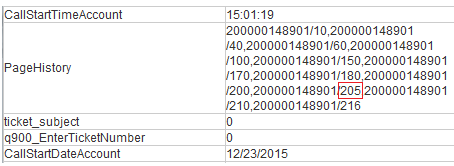 CallStartTimeAccount 15:01:19
PageHistory
200000148901/10,200000148901
/40,200000148901/60,200000148901
/100,200000148901/150,200000148901
/170,200000148901/180,200000148901
/200,200000148901/205,200000148901
/210,200000148901/216
ticket_subject 0
q900_EnterTicketNumber 0
CallStartDateAccount 12/23/2015